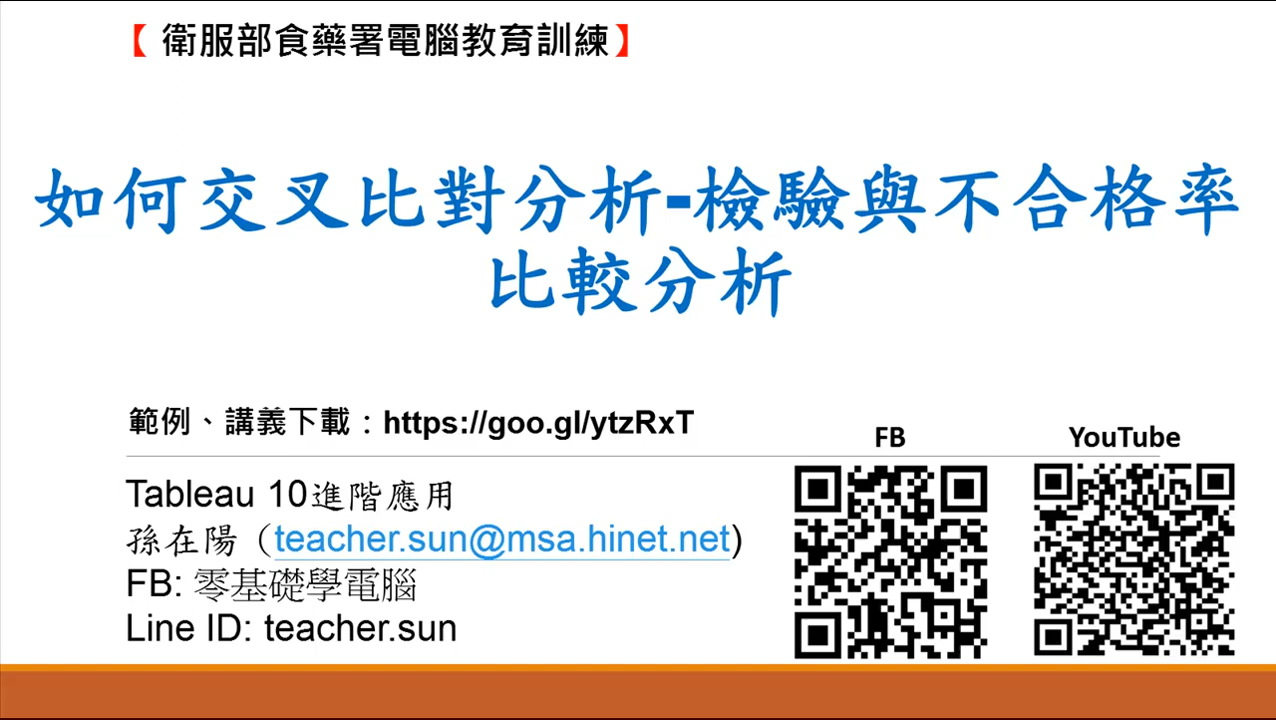 【 衛服部食藥署電腦教育訓練】
如何交叉比對分析-檢驗與不合格率
比較分析
範例、講義下載：https://goo.gl/ytzRxT
FB
YouTube
Tableau 10進階應用
孫在陽（teacher.sun@msa.hinet.net)
FB: 零基礎學電腦
Line ID: teacher.sun